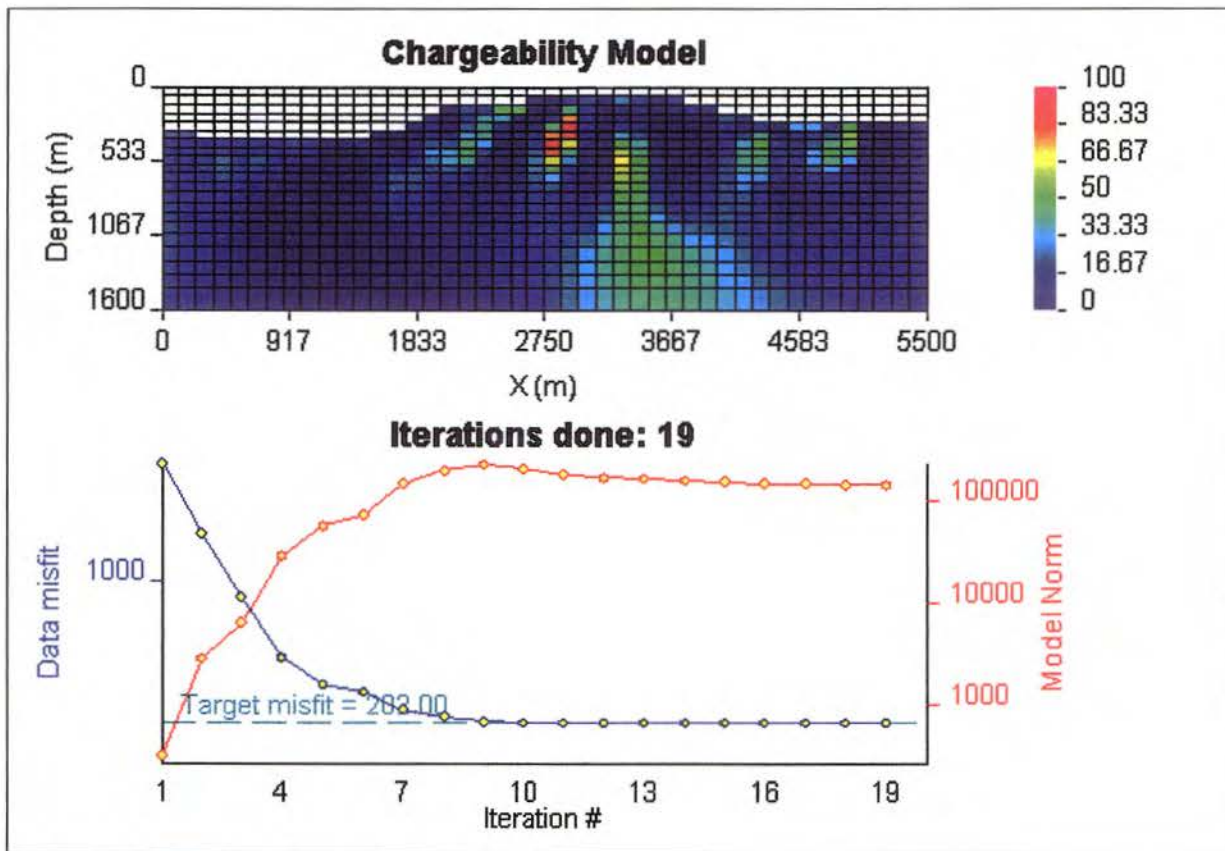 Chargeability Model
0
533
1067
1600
Depth (m)
0 917 1833 2750 3667 4583 5500
X (m)
100
83.33
66.67
50
33.33
16.67
0
Iterations done: 19
Data misfit
1000
Target misfit = 203.00
100000
10000
1000
Model Norm
1 4 7 10 13 16 19
Iteration #